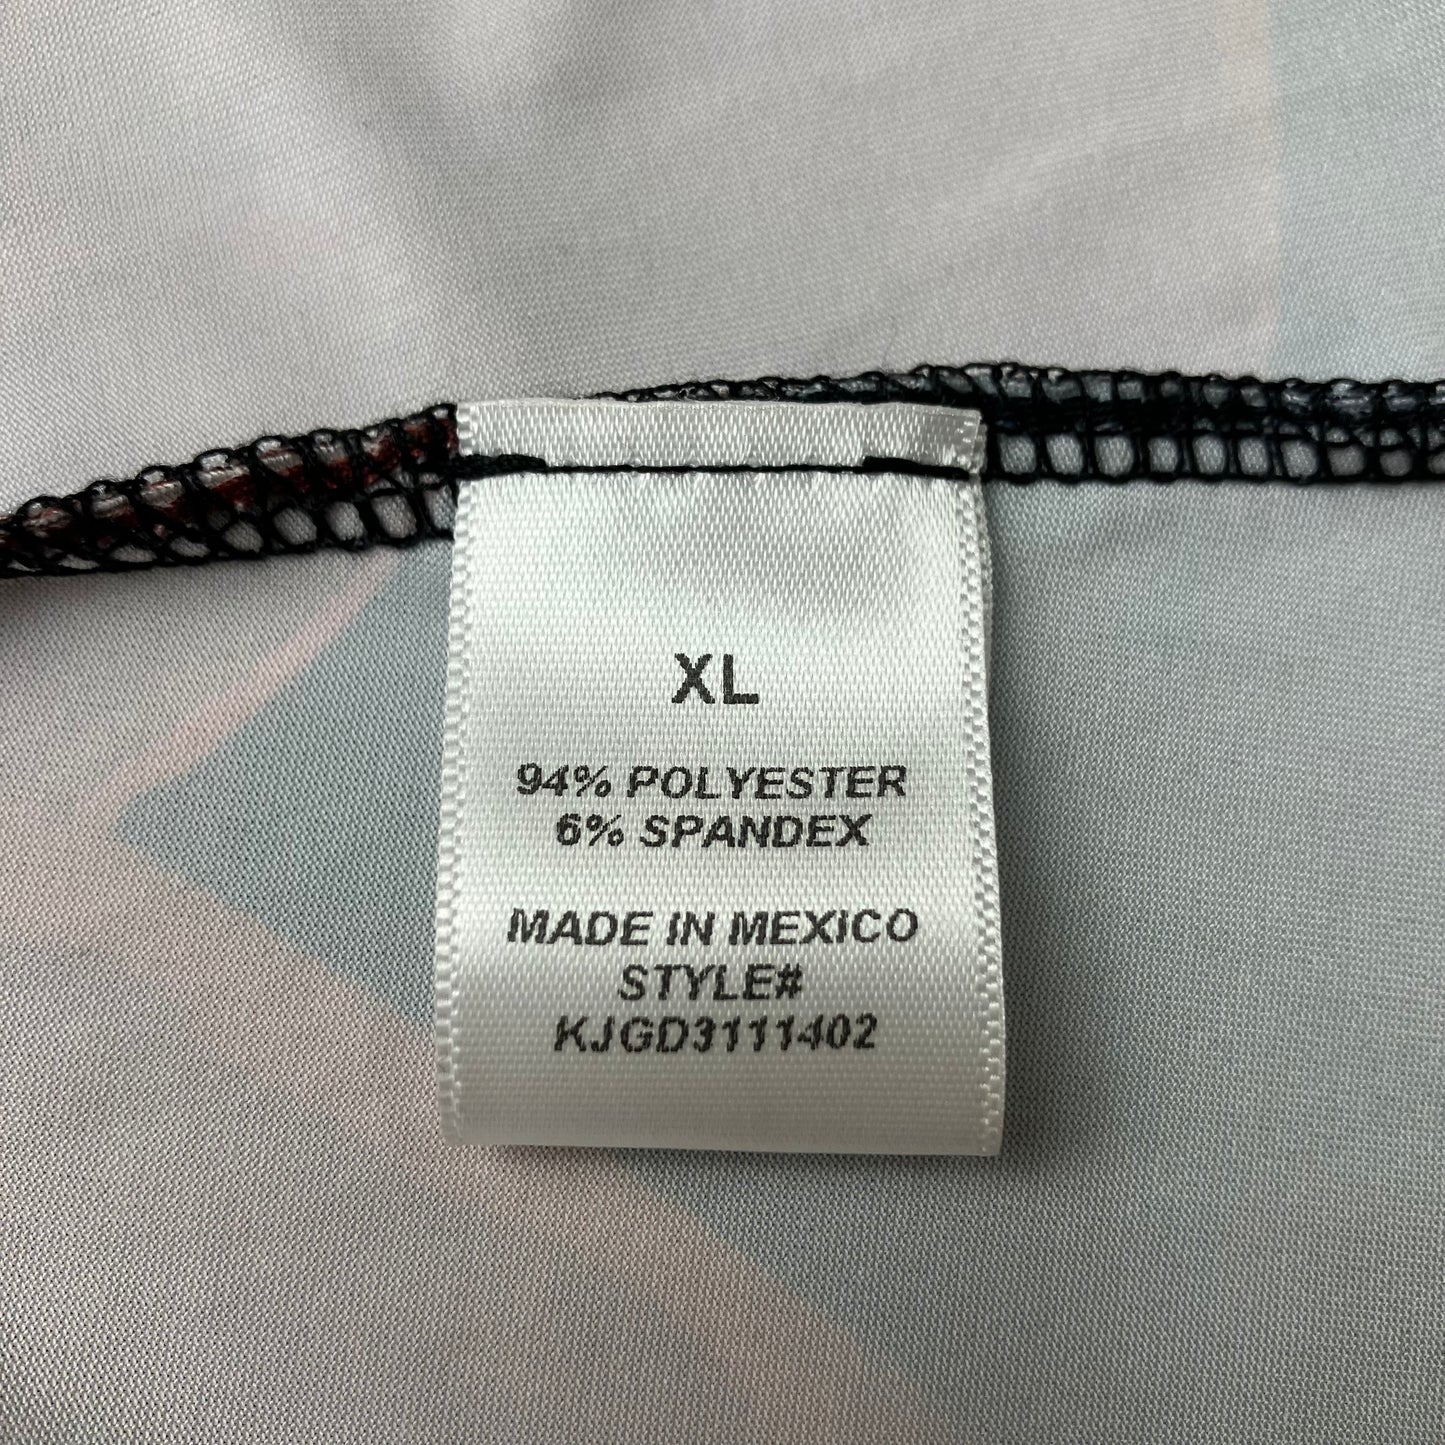 XL
94% POLYESTER
6% SPANDEX
MADE IN MEXICO
STYLE#
KJGD3111402